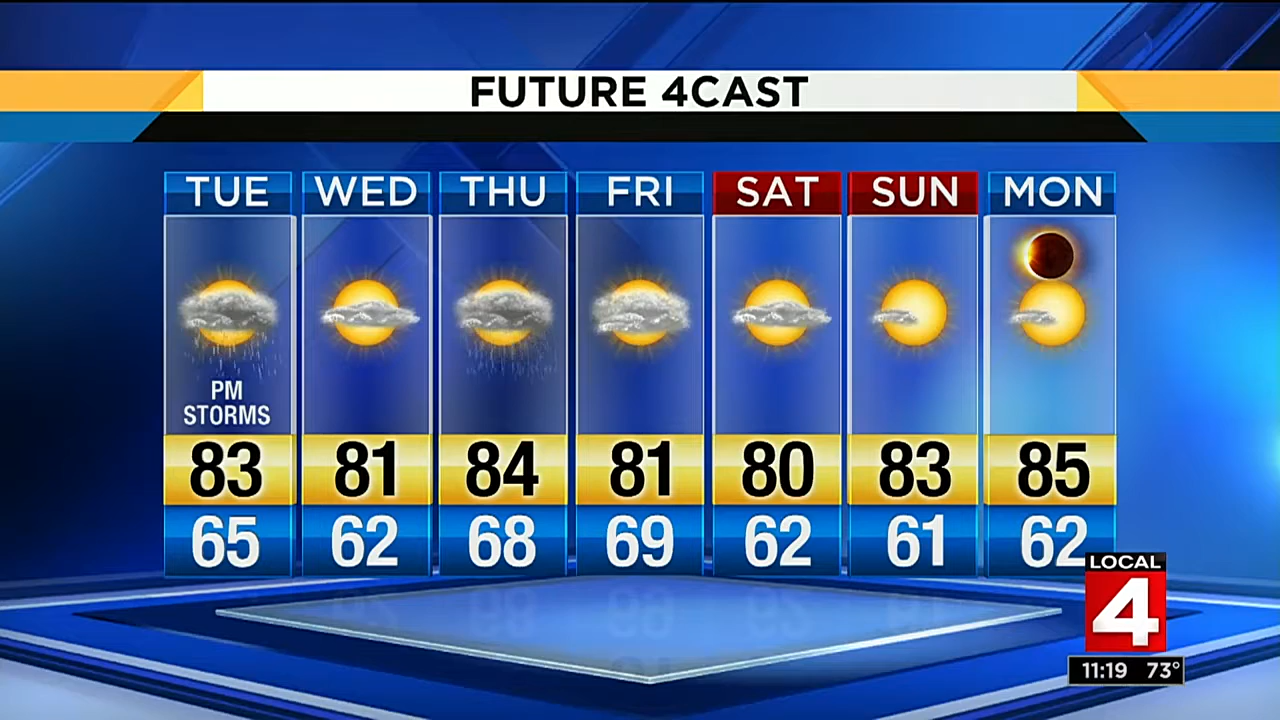 FUTURE 4CAST
TUE WED THU FRI SAT SUN MON
PM
STORMS
83 81 84 81 80 83 85
65 62 68 69 62 61 62
LOCAL
4
11:19 73°